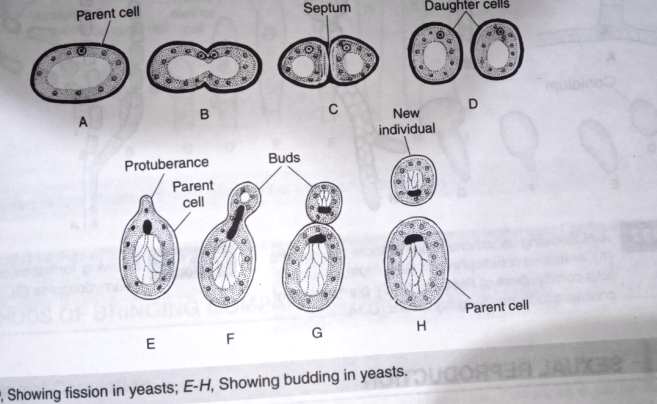 Parent cell
Septum
Daughter cells
A
B
C
D
New
individual
Protuberance
Buds
Parent
cell
Parent cell
E
F
G
H
, Showing fission in yeasts; E-H, Showing budding in yeasts.